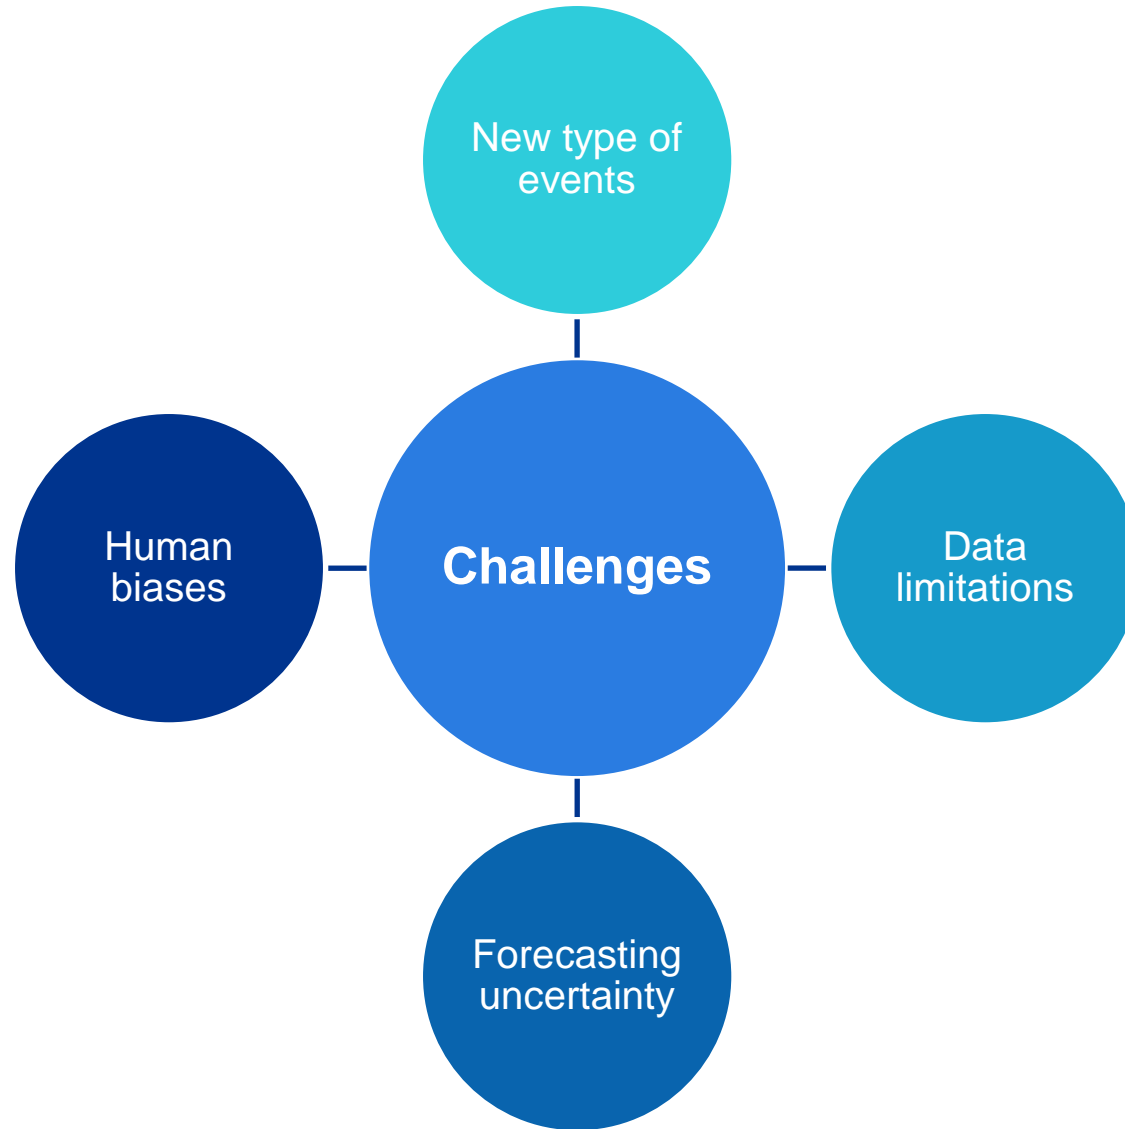 New type of
events
Human
biases
Challenges
Data
limitations
Forecasting
uncertainty